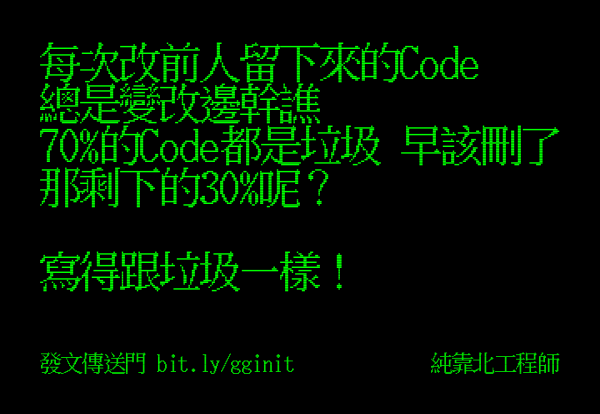 每次改前人留下來的Code
總是變改邊幹譙
70%的Code都是垃圾 早該刪了
那剩下的30%呢？
寫得跟垃圾一樣！
發文傳送門 bit.ly/gginit
純靠北工程師